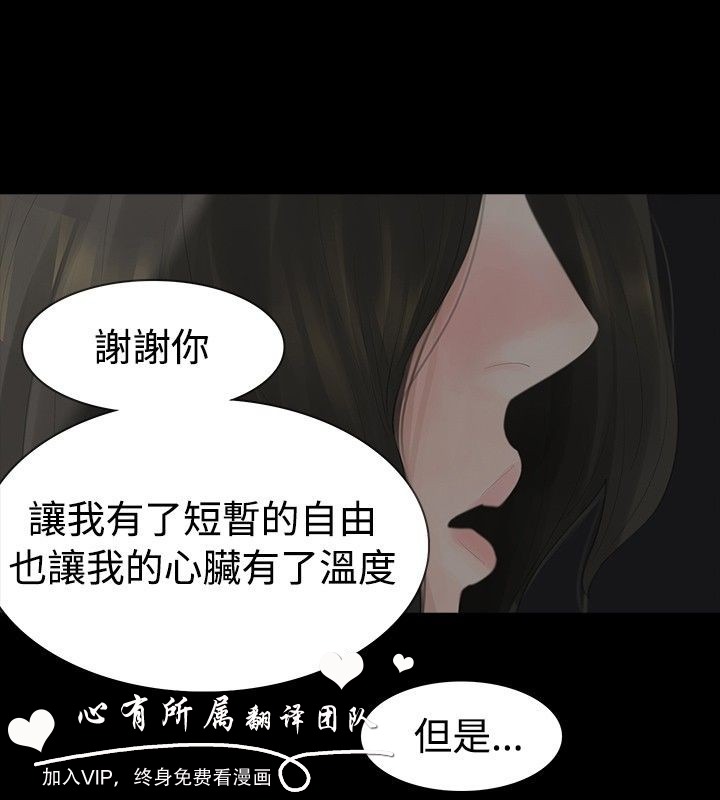 謝謝你
讓我有了短暫的自由
也讓我的心臟有了溫度
心有所属翻译团队
但是...
加入VIP，终身免费看漫画